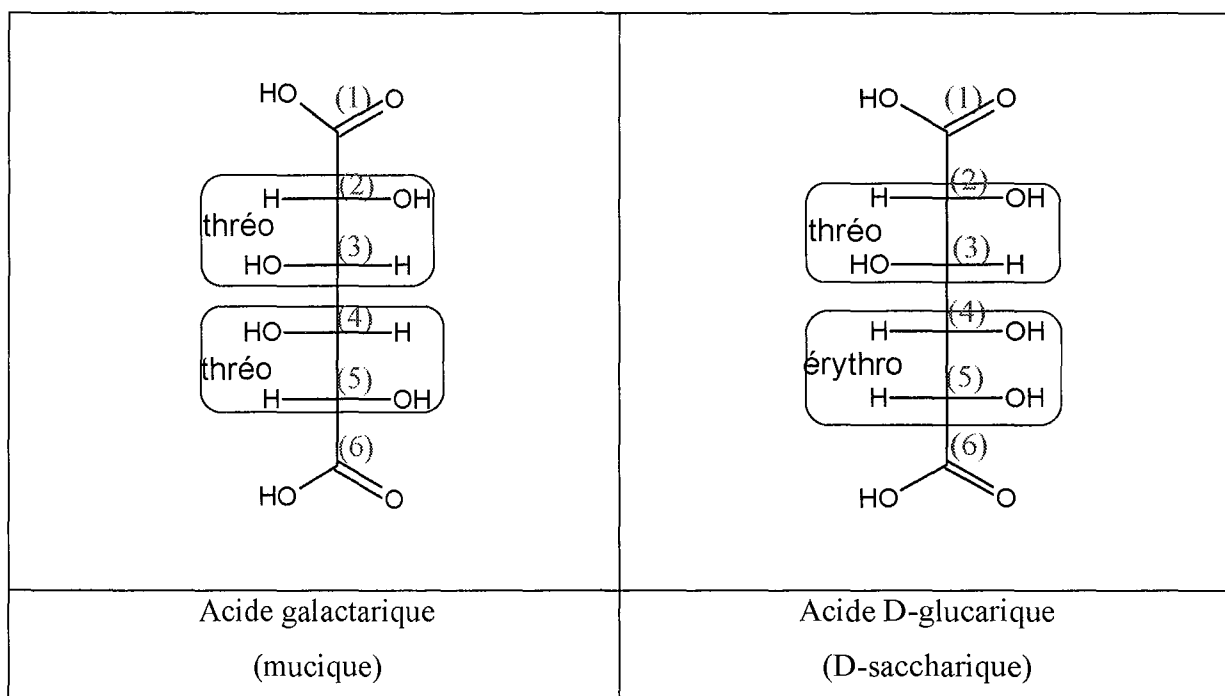 HO (1) O
H (2) OH
thréo
HO (3) H
HO (4) H
thréo
H (5) OH
(6)
HO O
HO (1) O
H (2) OH
thréo
HO (3) H
H (4) OH
érythro
H (5) OH
(6)
HO O
Acide galactarique
(mucique)
Acide D-glucarique
(D-saccharique)